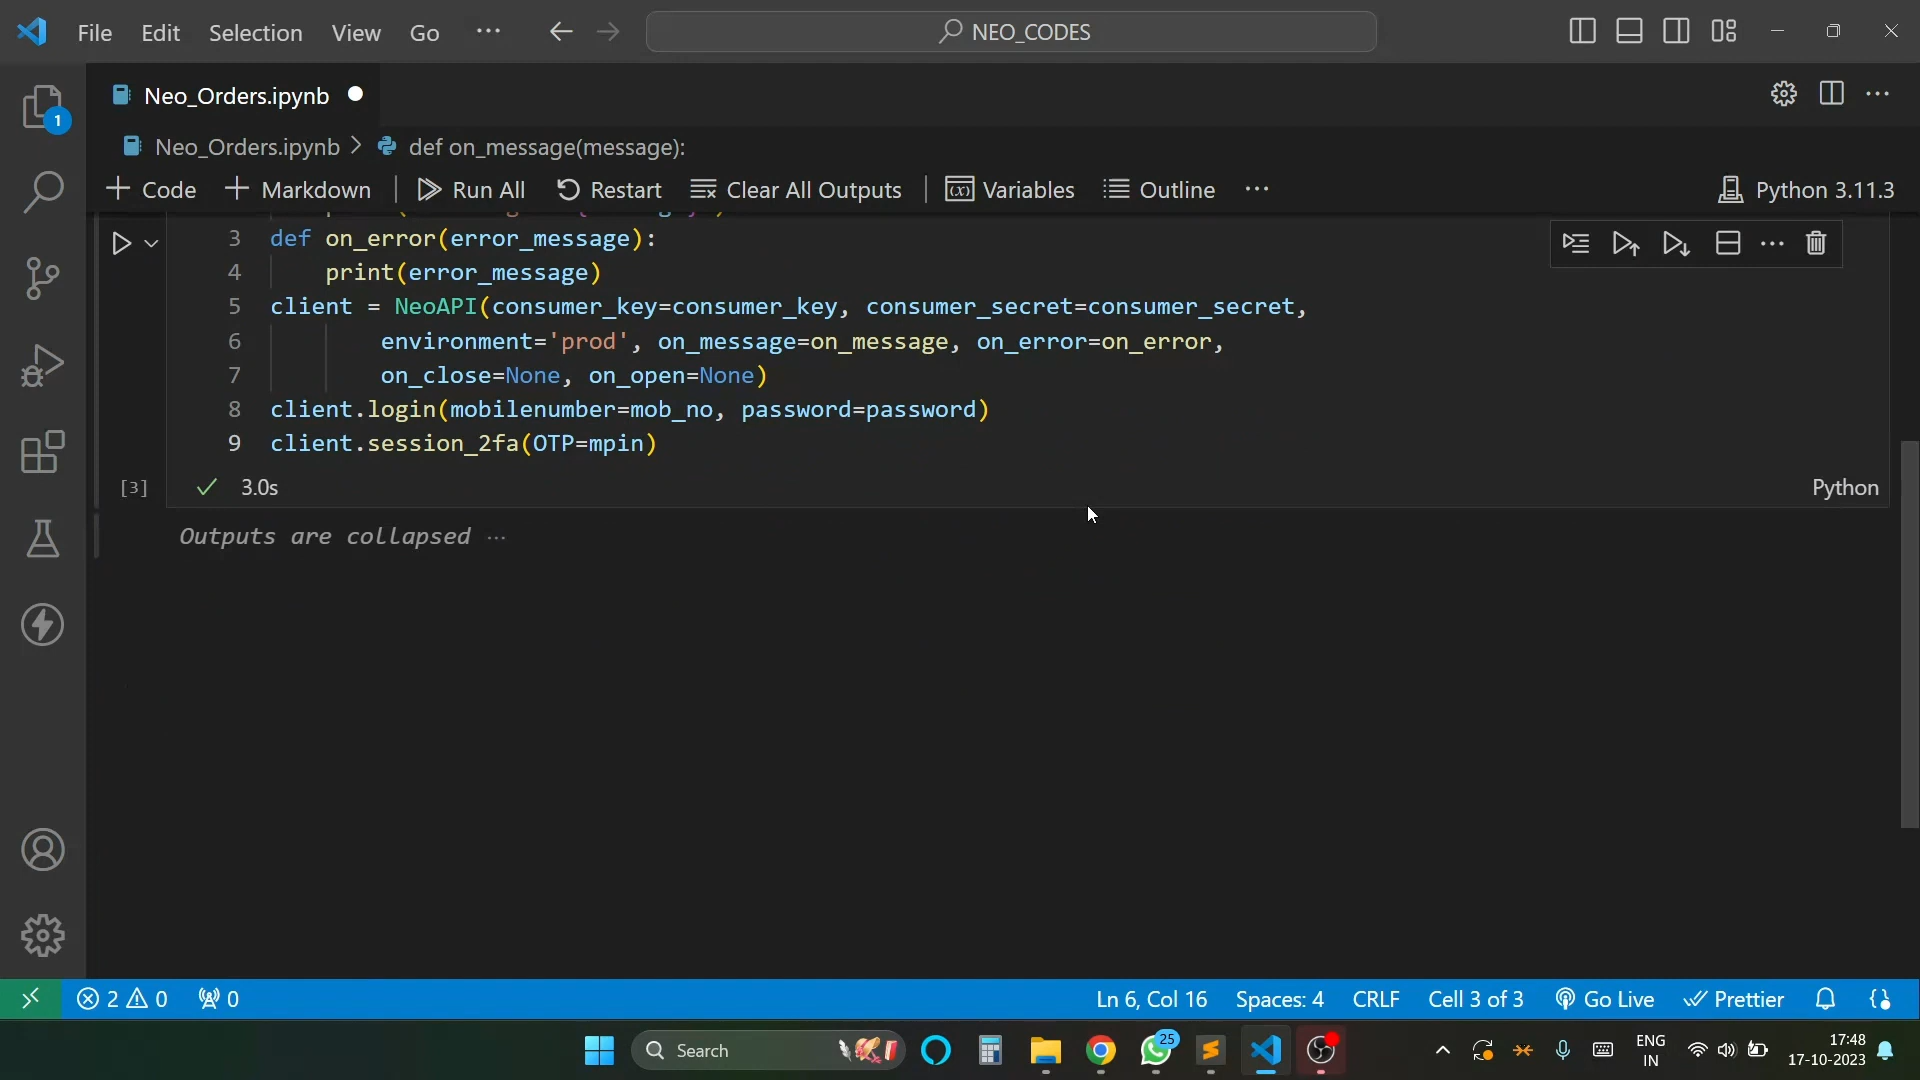 File Edit Selection View Go ··· NEO_CODES
Neo_Orders.ipynb
1
Neo_Orders.ipynb > def on_message(message):
+ Code + Markdown Run All Restart Clear All Outputs Variables Outline ··· Python 3.11.3
3 def on_error(error_message):
4 print(error_message)
5 client = NeoAPI(consumer_key=consumer_key, consumer_secret=consumer_secret,
6 environment='prod', on_message=on_message, on_error=on_error,
7 on_close=None, on_open=None)
8 client.login(mobilenumber=mob_no, password=password)
9 client.session_2fa(OTP=mpin)
[3] 3.0s Python
Outputs are collapsed ···
2 0 0 Ln 6, Col 16 Spaces: 4 CRLF Cell 3 of 3 Go Live Prettier
Search 25 ENG IN 17:48
17-10-2023